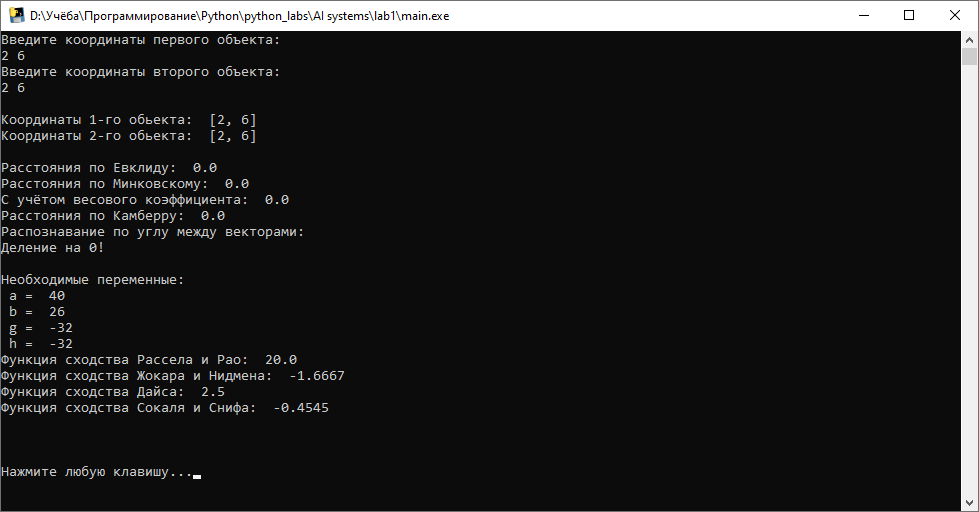 D:\Учёба\Программирование\Python\python_labs\AI systems\lab1\main.exe
Введите координаты первого объекта:
2 6
Введите координаты второго объекта:
2 6
Координаты 1-го обьекта:  [2, 6]
Координаты 2-го обьекта:  [2, 6]
Расстояния по Евклиду:  0.0
Расстояния по Минковскому:  0.0
С учётом весового коэффициента:  0.0
Расстояния по Камберру:  0.0
Распознавание по углу между векторами:
Деление на 0!
Необходимые переменные:
a =  40
b =  26
g =  -32
h =  -32
Функция сходства Рассела и Рао:  20.0
Функция сходства Жокара и Нидмена:  -1.6667
Функция сходства Дайса:  2.5
Функция сходства Сокаля и Снифа:  -0.4545
Нажмите любую клавишу...